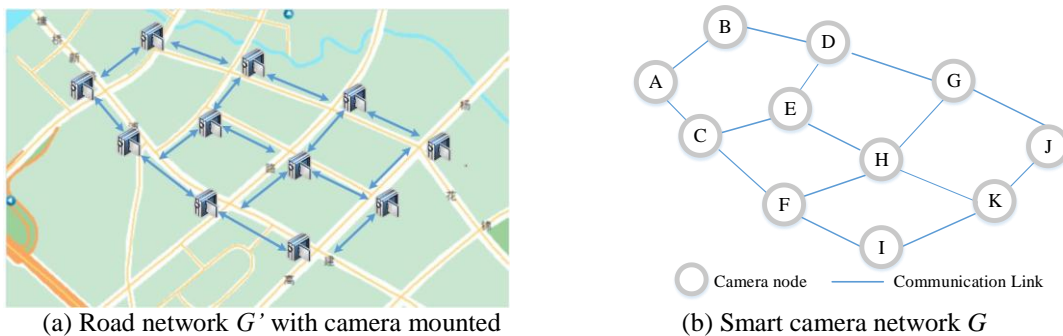 A
B
C
D
E
F
G
H
I
J
K
Camera node
Communication Link
(a) Road network G' with camera mounted
(b) Smart camera network G